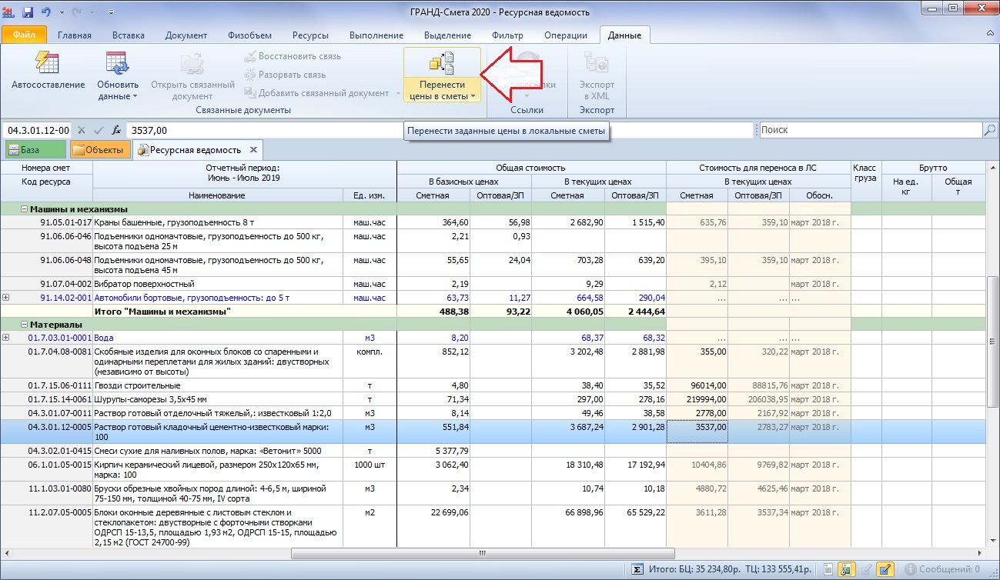 ГРАНД-Смета 2020 - Ресурсная ведомость
Файл Главная Вставка Документ Физобъем Ресурсы Выполнение Выделение Фильтр Операции Данные
Автосоставление
Обновить
данные
Открыть связанный
документ
Восстановить связь
Разорвать связь
Добавить связанный документ
Связанные документы
Перенести
цены в сметы
Ссылки
Экспорт
в XML
Экспорт
04.3.01.12-00 fx 3537,00
Перенести заданные цены в локальные сметы
Поиск
База Объекты Ресурсная ведомость
Номера смет Отчетный период: Июнь - Июль 2019 Общая стоимость Стоимость для переноса в ЛС Класс груза Брутто
Код ресурса В базисных ценах В текущих ценах В текущих ценах На ед. кг Общая т
Наименование Ед. изм. Сметная Оптовая/ЗП Сметная Оптовая/ЗП Сметная Оптовая/ЗП Обосн.
Машины и механизмы
91.05.01-017 Краны башенные, грузоподъемность 8 т маш.час 364,60 56,98 2 682,90 1 515,40 635,76 359,10 март 2018 г.
91.06.06-046 Подъемники одномачтовые, грузоподъемность до 500 кг, маш.час 2,21 0,93
высота подъема 25 м
91.06.06-048 Подъемники одномачтовые, грузоподъемность до 500 кг, маш.час 55,65 24,04 703,28 639,20 395,10 359,10 март 2018 г.
высота подъема 45 м
91.07.04-002 Вибратор поверхностный маш.час 2,19 9,29 2,12 март 2018 г.
91.14.02-001 Автомобили бортовые, грузоподъемность: до 5 т маш.час 63,73 11,27 664,58 290,04 ... ... ...
Итого "Машины и механизмы" 488,38 93,22 4 060,05 2 444,64
Материалы
01.7.03.01-0001 Вода м3 8,20 68,37 68,32 ... ... ...
01.7.04.08-0081 Скобяные изделия для оконных блоков со спаренными и компл. 852,12 3 202,48 2 881,98 355,00 320,22 март 2018 г.
одинарными переплетами для жилых зданий: двустворных
(независимо от высоты)
01.7.15.06-0111 Гвозди строительные т 4,80 38,40 35,52 96014,00 88815,76 март 2018 г.
01.7.15.14-0061 Шурупы-саморезы 3,5х45 мм т 71,34 297,00 278,16 219994,00 206038,95 март 2018 г.
04.3.01.07-0011 Раствор готовый отделочный тяжелый,: известковый 1:2,0 м3 8,14 49,46 38,58 2778,00 2167,92 март 2018 г.
04.3.01.12-0005 Раствор готовый кладочный цементно-известковый марки: м3 551,84 3 687,24 2 901,28 3537,00 2783,27 март 2018 г.
100
04.3.02.01-0415 Смеси сухие для наливных полов, марка: «Ветонит» 5000 т 5 377,79
06.1.01.05-0015 Кирпич керамический лицевой, размером 250х120х65 мм, 1000 шт 3 062,40 18 310,48 17 192,94 10404,86 9769,82 март 2018 г.
марка: 100
11.1.03.01-0080 Бруски обрезные хвойных пород длиной: 4-6,5 м, шириной м3 2,34 10,74 10,18 4880,72 4625,46 март 2018 г.
75-150 мм, толщиной 40-75 мм, IV сорта
11.2.07.05-0005 Блоки оконные деревянные с листовым стеклом и м2 22 699,06 66 898,96 65 529,22 3611,28 3537,34 март 2018 г.
стеклопакетом: двустворные с форточными створками
ОДРСП 15-13,5, площадью 1,93 м2, ОДРСП 15-15, площадью
2,15 м2 (ГОСТ 24700-99)
Итого: БЦ: 35 234,80р. ТЦ: 133 555,41р. Сообщений: 0